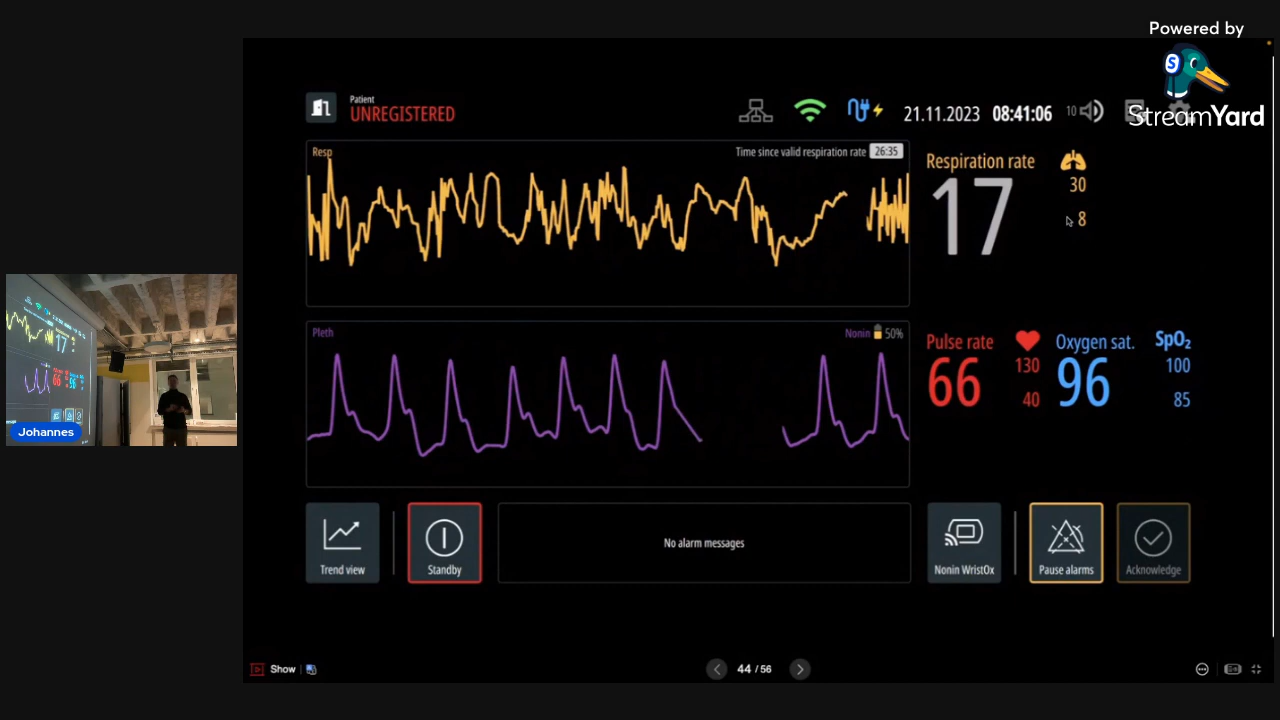 Powered by
StreamYard
Patient
UNREGISTERED
21.11.2023 08:41:06 10
Resp
Time since valid respiration rate 26:35
Respiration rate
17
30
8
Pleth
Nonin 50%
Pulse rate
66
130
40
Oxygen sat.
96
SpO₂
100
85
Johannes
Trend view
Standby
No alarm messages
Nonin WristOx
Pause alarms
Acknowledge
Show
44 / 56